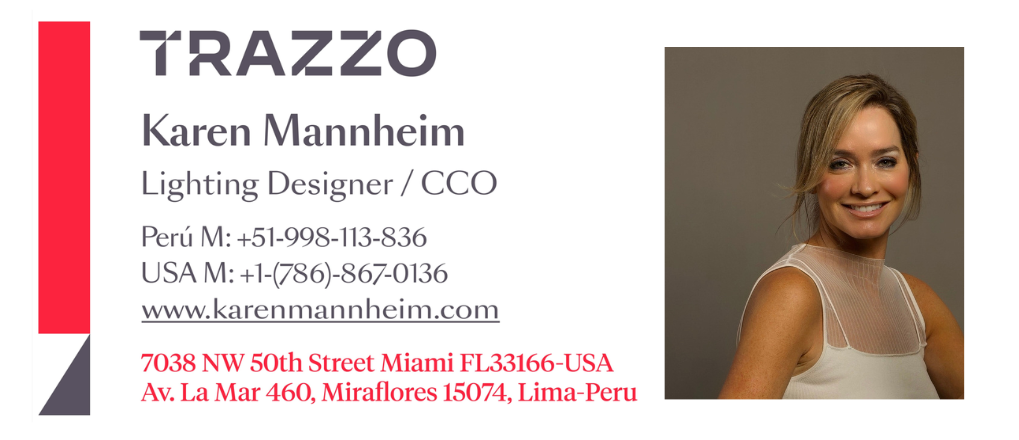 TRAZZO
Karen Mannheim
Lighting Designer / CCO
Perú M: +51-998-113-836
USA M: +1-(786)-867-0136
www.karenmannheim.com
7038 NW 50th Street Miami FL33166-USA
Av. La Mar 460, Miraflores 15074, Lima-Peru